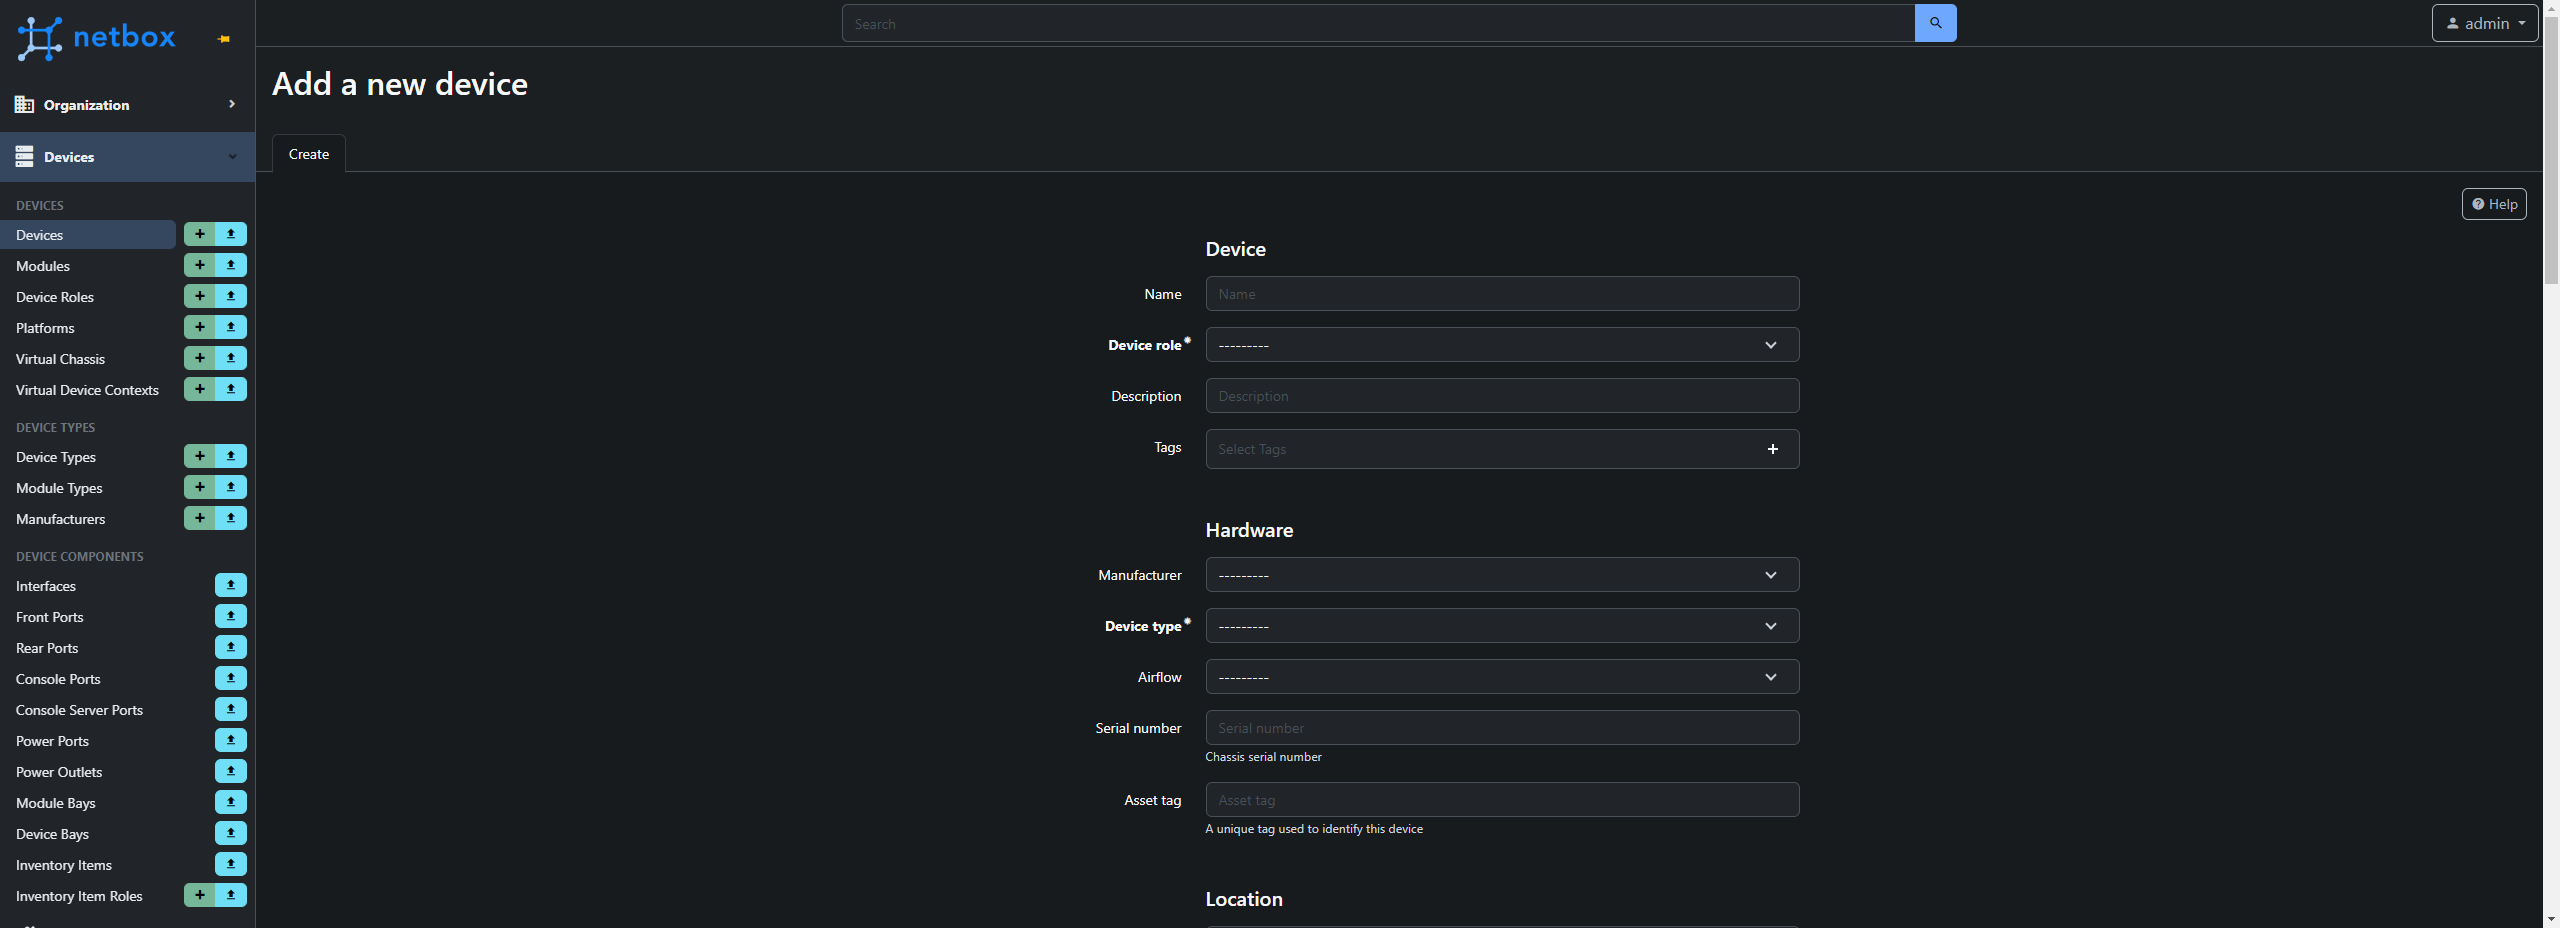 netbox
Search
admin
Organization
Devices
DEVICES
Devices
Modules
Device Roles
Platforms
Virtual Chassis
Virtual Device Contexts
DEVICE TYPES
Device Types
Module Types
Manufacturers
DEVICE COMPONENTS
Interfaces
Front Ports
Rear Ports
Console Ports
Console Server Ports
Power Ports
Power Outlets
Module Bays
Device Bays
Inventory Items
Inventory Item Roles
Add a new device
Create
Help
Device
Name Name
Device role* ---------
Description Description
Tags Select Tags
Hardware
Manufacturer ---------
Device type* ---------
Airflow ---------
Serial number Serial number
Chassis serial number
Asset tag Asset tag
A unique tag used to identify this device
Location